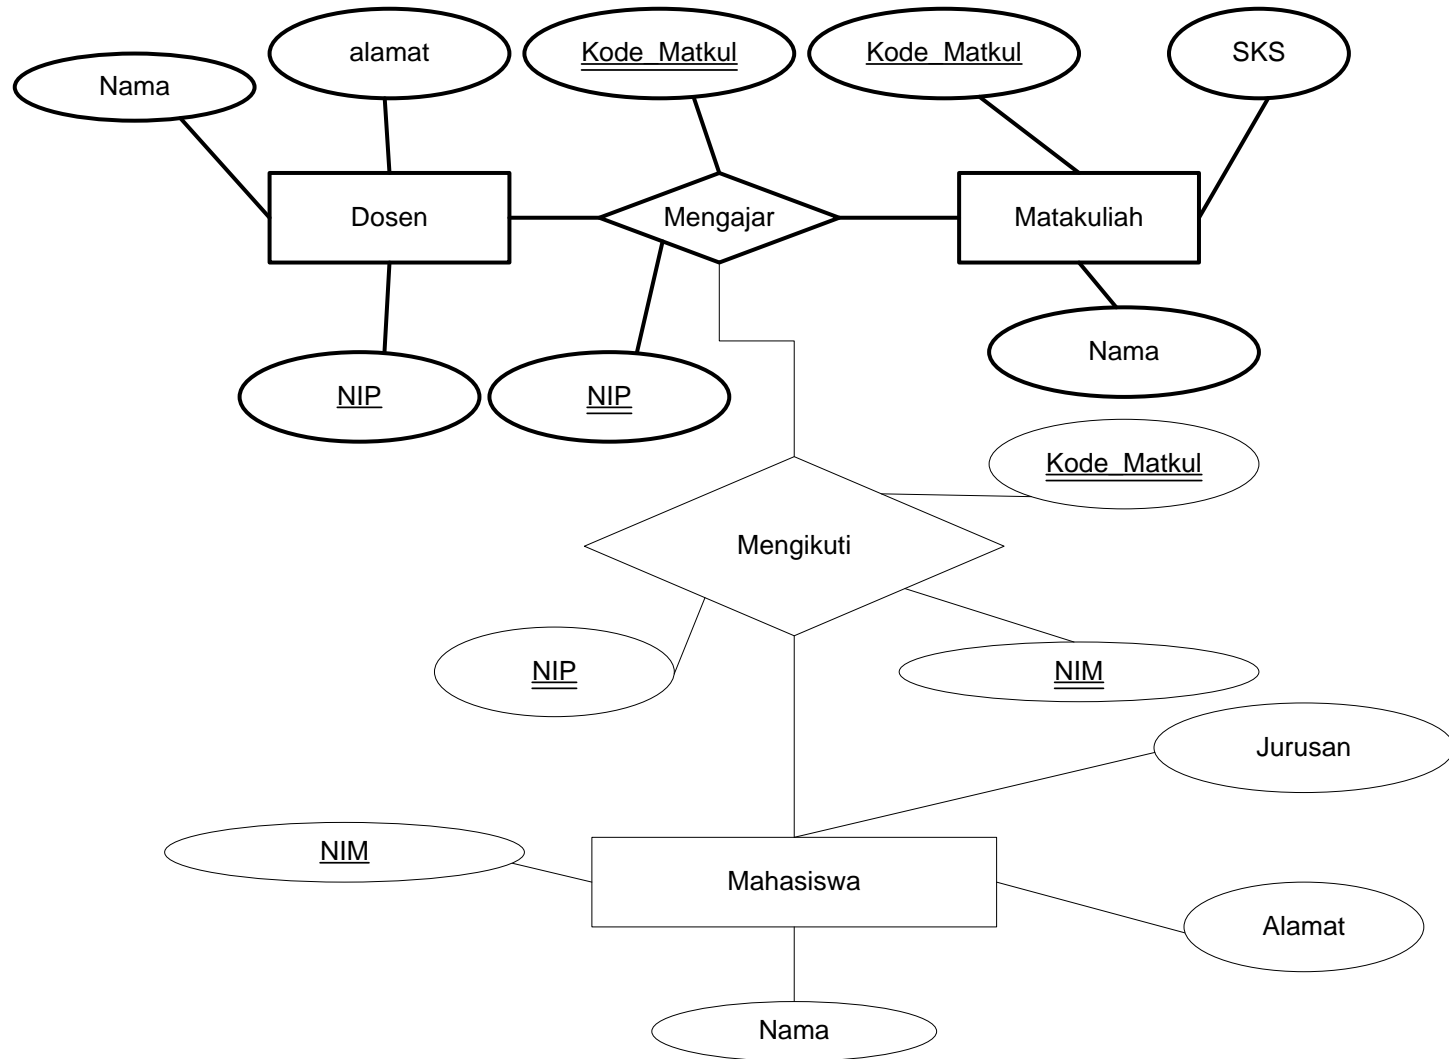 alamat
Kode_Matkul
Kode_Matkul
SKS
Nama
Dosen
Mengajar
Matakuliah
Nama
NIP
NIP
Kode_Matkul
Mengikuti
NIP
NIM
Jurusan
NIM
Mahasiswa
Alamat
Nama